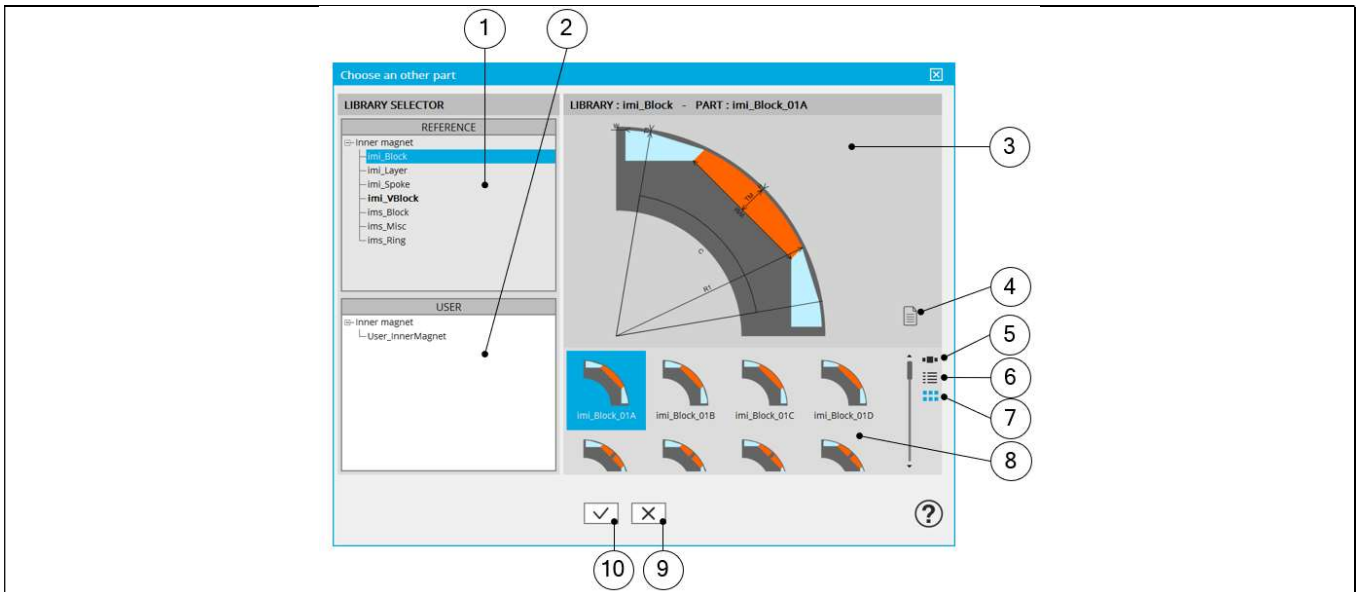 1
2
Choose an other part
LIBRARY SELECTOR
LIBRARY : imi_Block - PART : imi_Block_01A
REFERENCE
Inner magnet
imi_Block
imi_Layer
imi_Spoke
imi_VBlock
ims_Block
ims_Misc
ims_Ring
W
TM
C
R1
3
USER
Inner magnet
User_InnerMagnet
4
5
6
7
imi_Block_01A imi_Block_01B imi_Block_01C imi_Block_01D
8
?
10
9